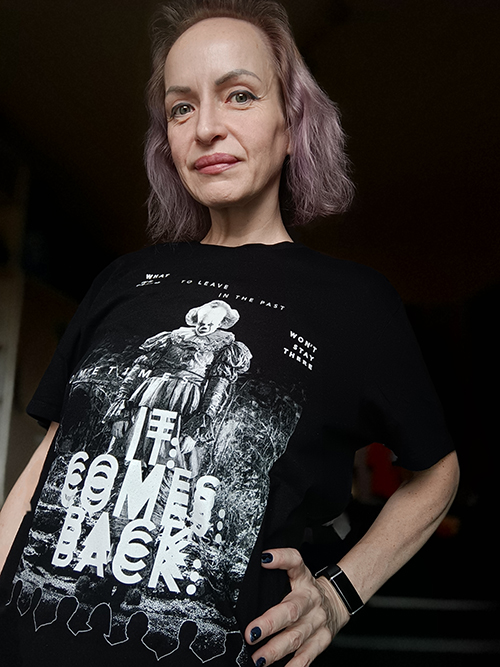 WHAT
TO LEAVE
IN THE PAST
WON'T
STAY
THERE
IT:
COMES:
BACK: